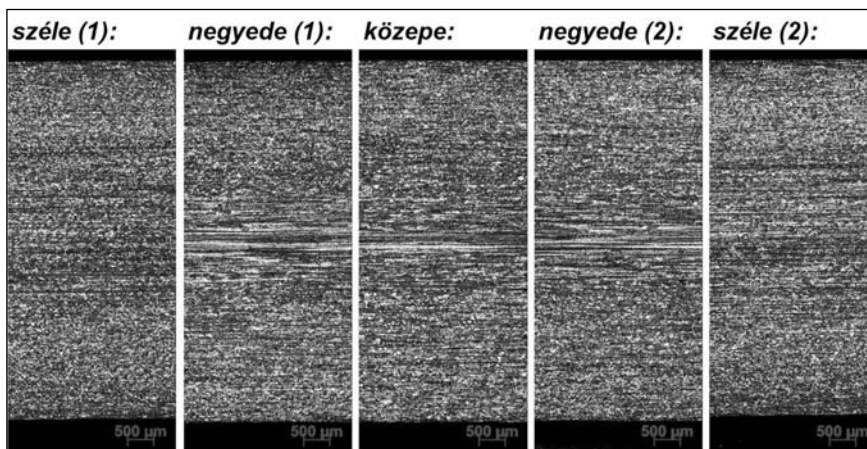 széle (1): negyede (1): közepe: negyede (2): széle (2):
500 µm 500 µm 500 µm 500 µm 500 µm